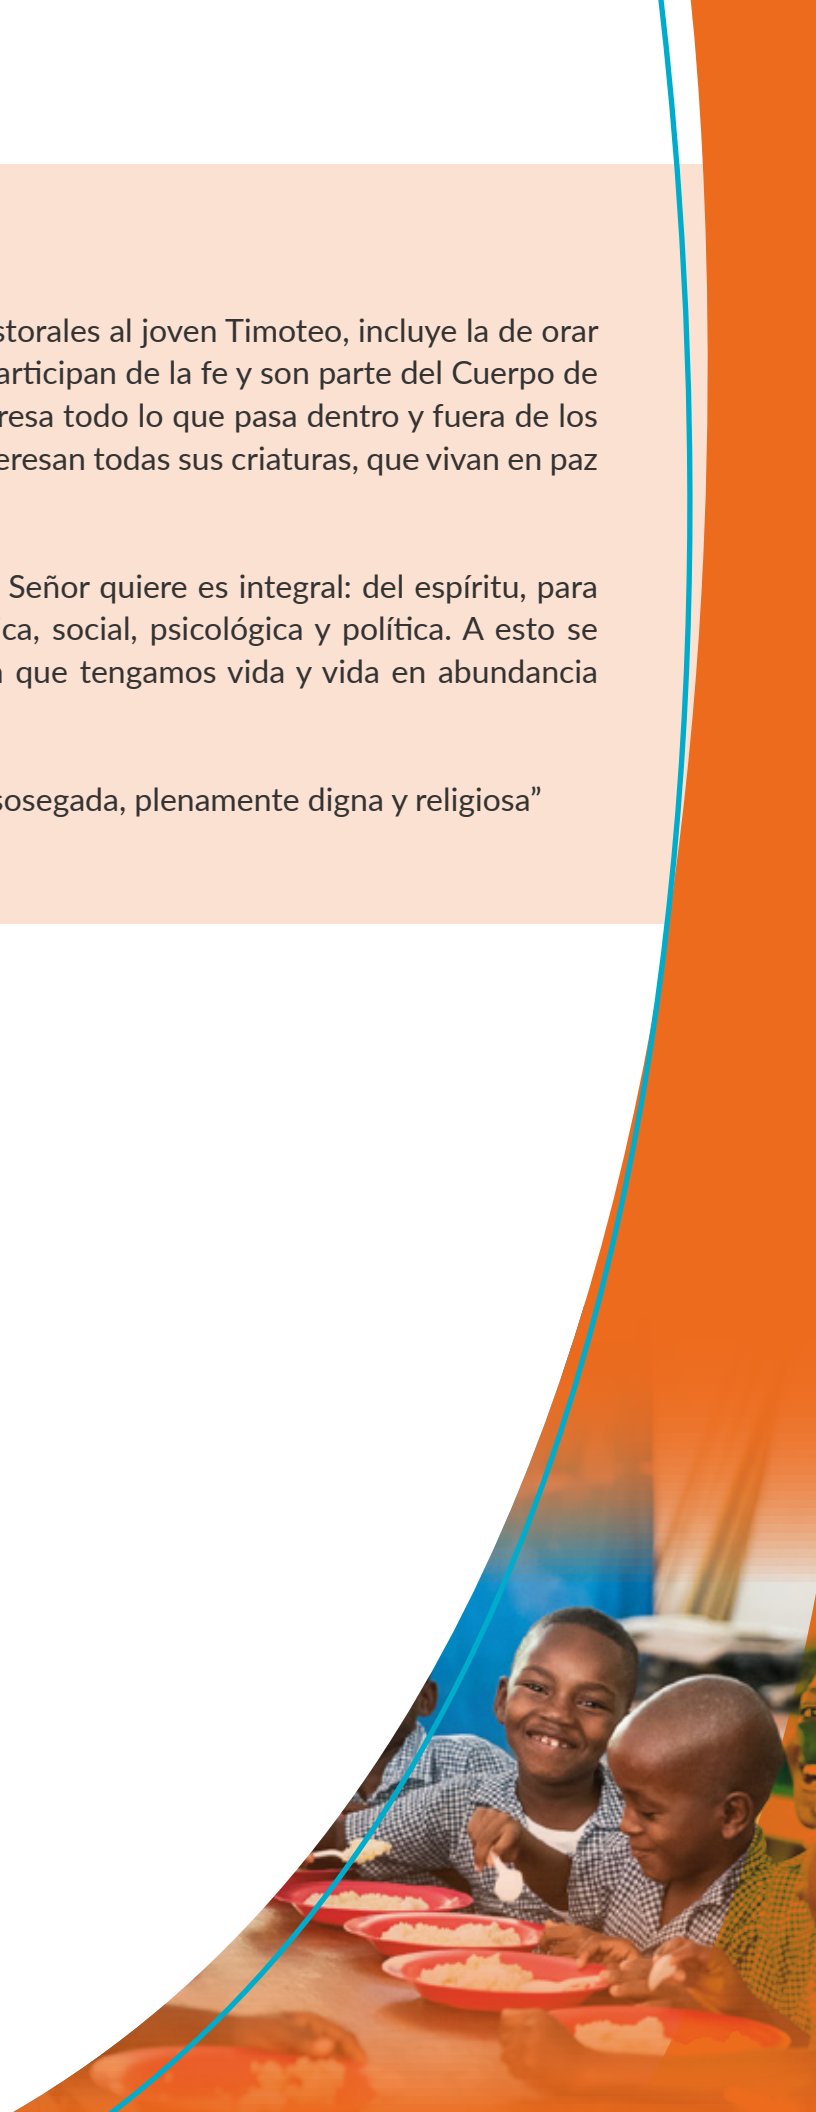 storales al joven Timoteo, incluye la de orar
articipan de la fe y son parte del Cuerpo de
resa todo lo que pasa dentro y fuera de los
eresan todas sus criaturas, que vivan en paz
Señor quiere es integral: del espíritu, para
ca, social, psicológica y política. A esto se
que tengamos vida y vida en abundancia
sosegada, plenamente digna y religiosa”